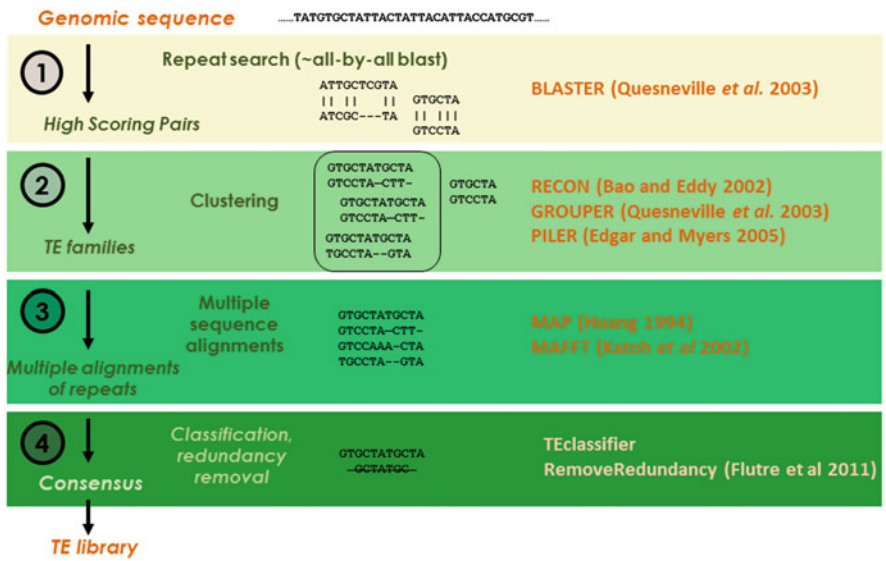 Genomic sequence
......TATGTGCTATTACTATTACATTACCATGCGT......
1
Repeat search (~all-by-all blast)
ATTGCTCGTA
|| || ||
ATCGC---TA
GTGCTA
|| |||
GTCCTA
BLASTER (Quesneville et al. 2003)
High Scoring Pairs
2
Clustering
GTGCTATGCTA
GTCCTA—CTT-
GTGCTATGCTA
GTCCTA—CTT-
GTGCTATGCTA
TGCCTA--GTA
GTGCTA
GTCCTA
RECON (Bao and Eddy 2002)
GROUPER (Quesneville et al. 2003)
PILER (Edgar and Myers 2005)
TE families
3
Multiple
sequence
alignments
GTGCTATGCTA
GTCCTA—CTT-
GTCCAAA-CTA
TGCCTA--GTA
MAP (Huang 1994)
MAFFT (Katoh et al 2002)
Multiple alignments
of repeats
4
Classification,
redundancy
removal
GTGCTATGCTA
—GCTATGC—
TEclassifier
RemoveRedundancy (Flutre et al 2011)
Consensus
TE library